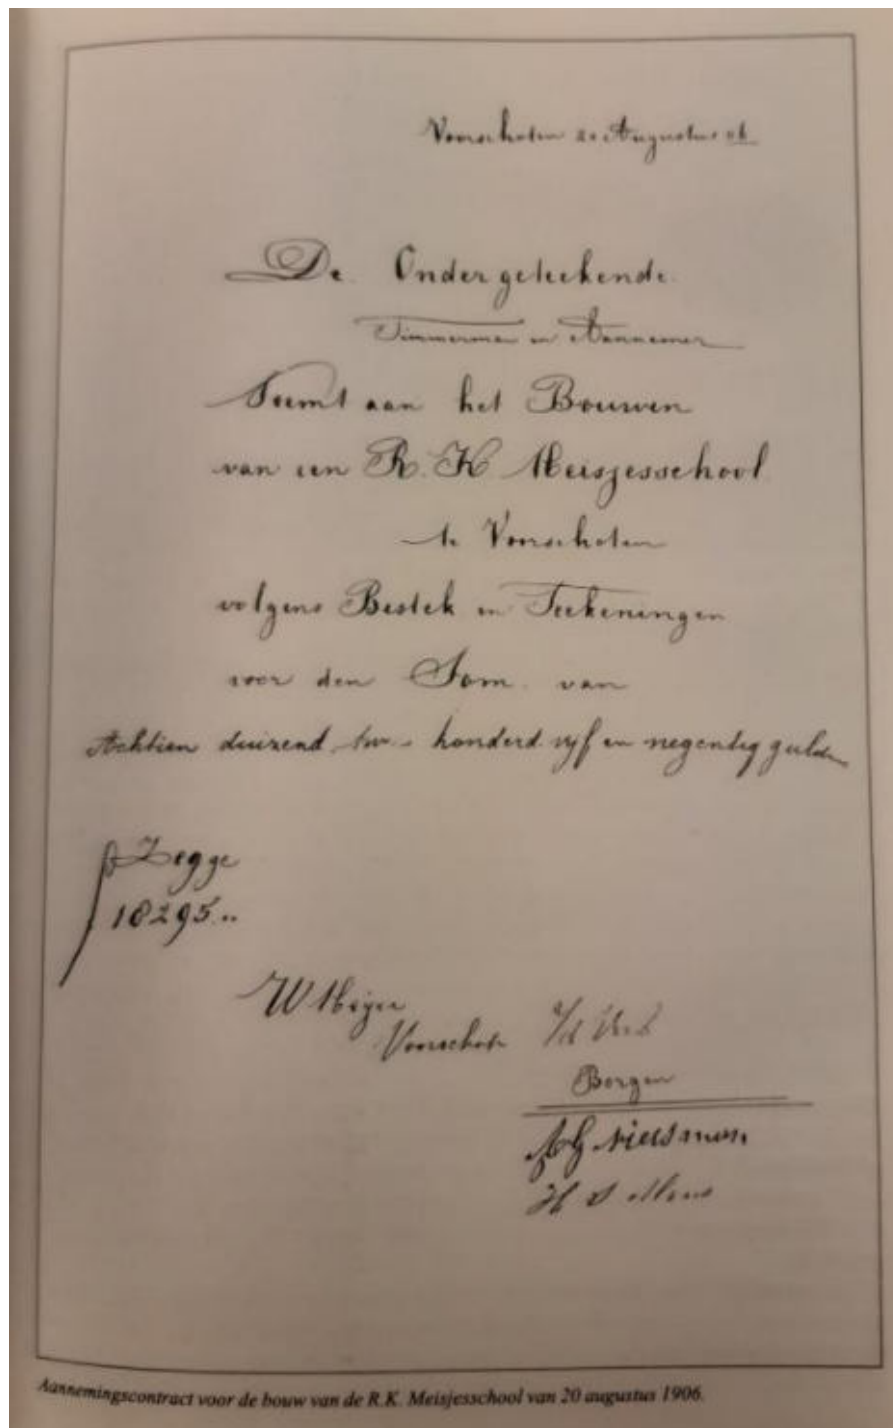 Voorschoten 20 Augustus 06
De Ondergeteekende
Timmerman en Aannemer
Neemt aan het Bouwen
van een R. K Meisjesschool
te Voorschoten
volgens Bestek en Teekeningen
voor den Som van
Achtien duizend twee honderd vijf en negentig gulden
Zegge
18295..
W Meijer
Voorschoten
Borgen
Aannemingscontract voor de bouw van de R.K. Meisjesschool van 20 augustus 1906.